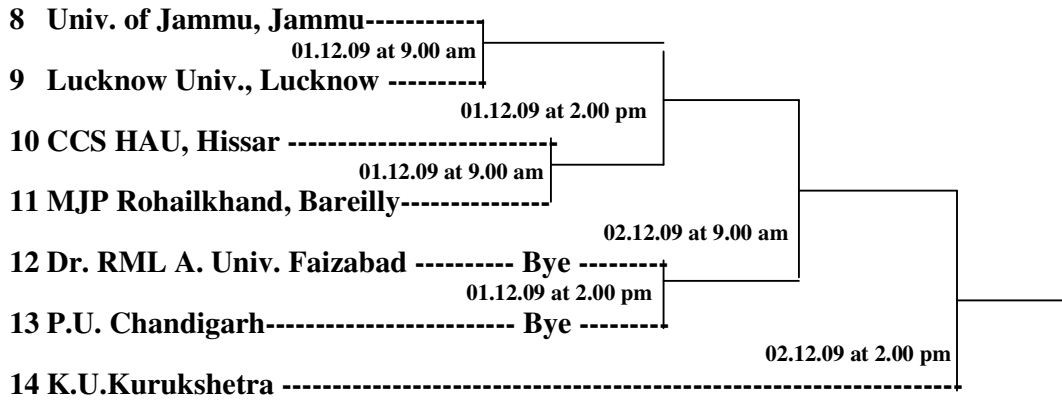 8 Univ. of Jammu, Jammu------------
01.12.09 at 9.00 am
9 Lucknow Univ., Lucknow ----------
01.12.09 at 2.00 pm
10 CCS HAU, Hissar ---------------------------
01.12.09 at 9.00 am
11 MJP Rohailkhand, Bareilly---------------
02.12.09 at 9.00 am
12 Dr. RML A. Univ. Faizabad ---------- Bye ---------
01.12.09 at 2.00 pm
13 P.U. Chandigarh------------------------- Bye ---------
02.12.09 at 2.00 pm
14 K.U.Kurukshetra --------------------------------------------------------------------